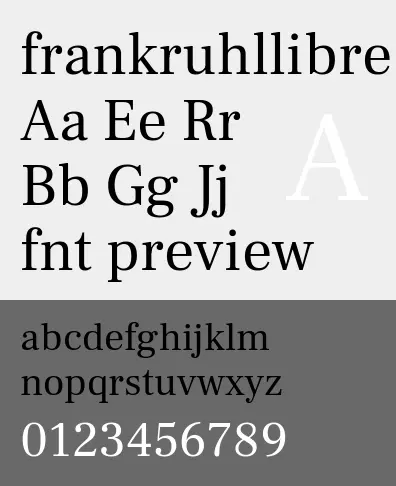 frankruhllibre
Aa Ee Rr
A
Bb Gg Jj
fnt preview
abcdefghijklm
nopqrstuvwxyz
0123456789